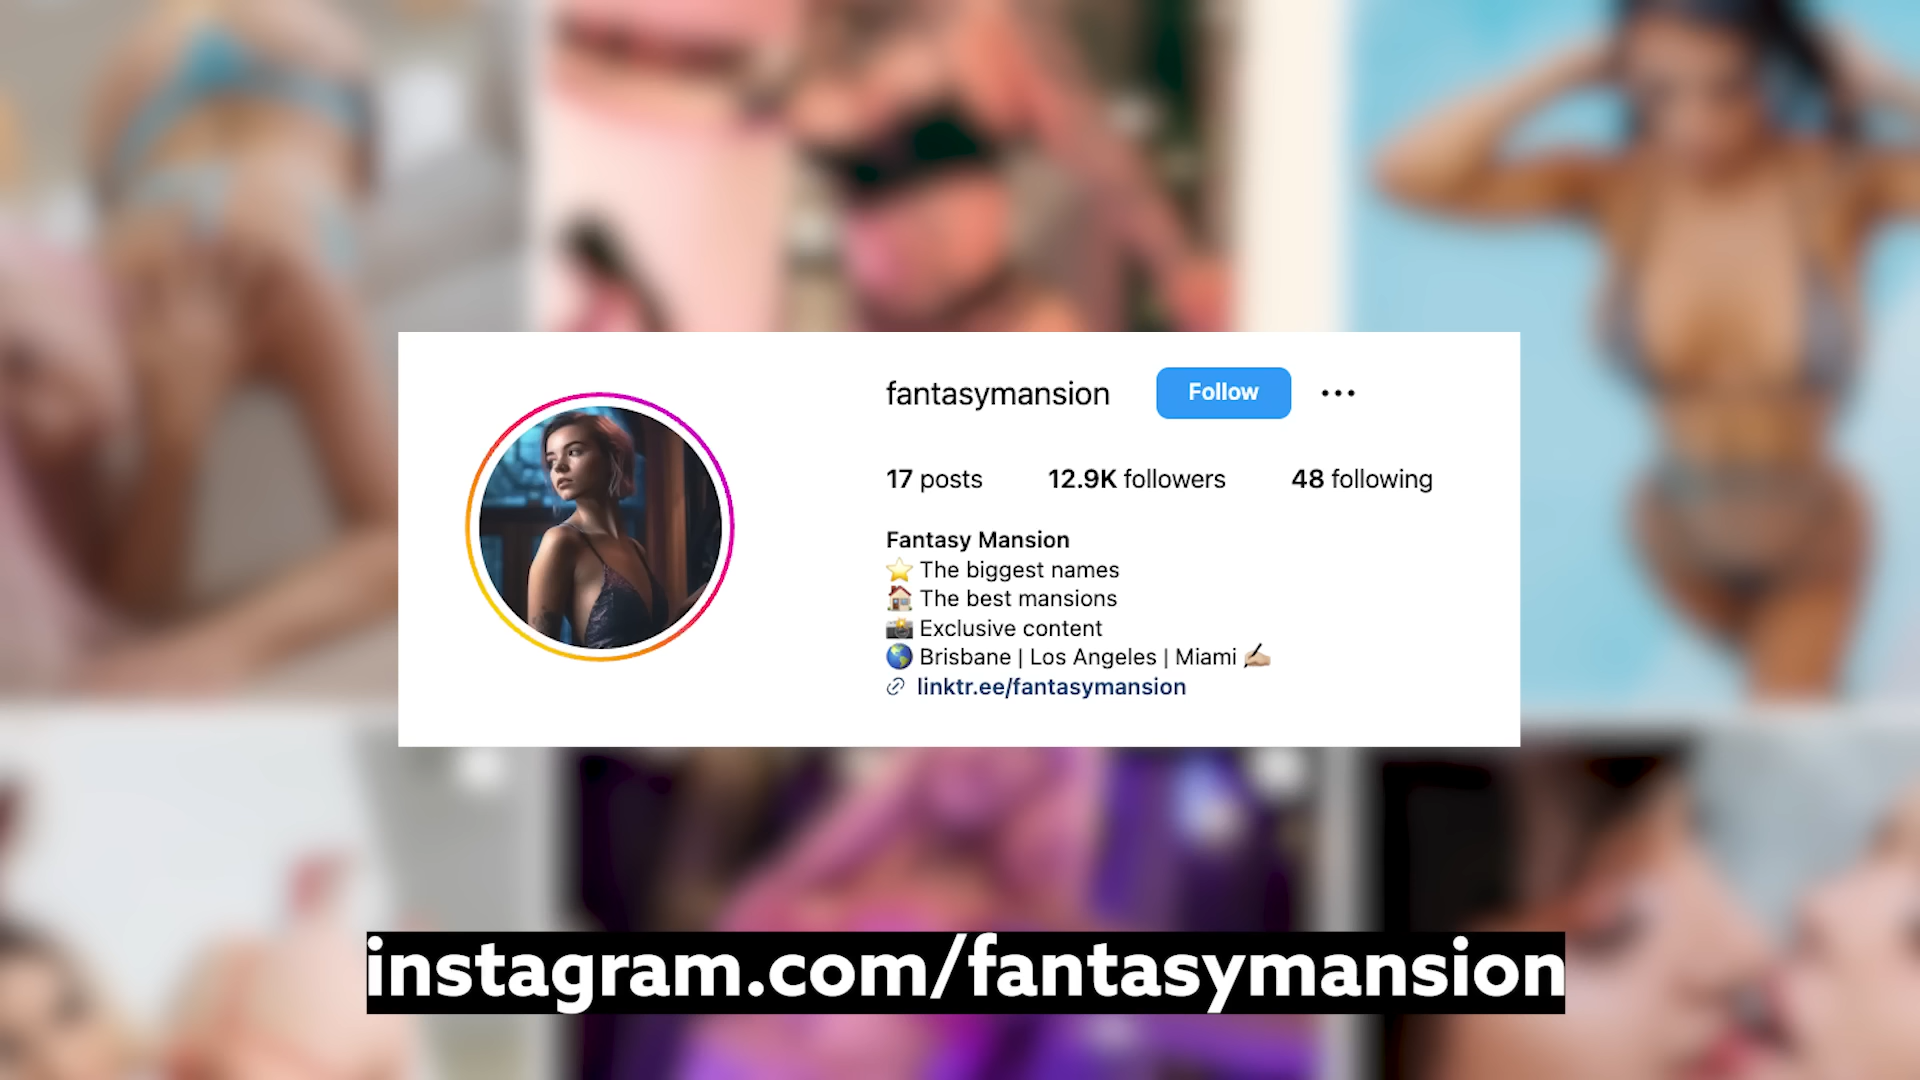 fantasymansion Follow
17 posts 12.9K followers 48 following
Fantasy Mansion
⭐ The biggest names
🏠 The best mansions
📸 Exclusive content
🌎 Brisbane | Los Angeles | Miami ✍🏼
linktr.ee/fantasymansion
instagram.com/fantasymansion